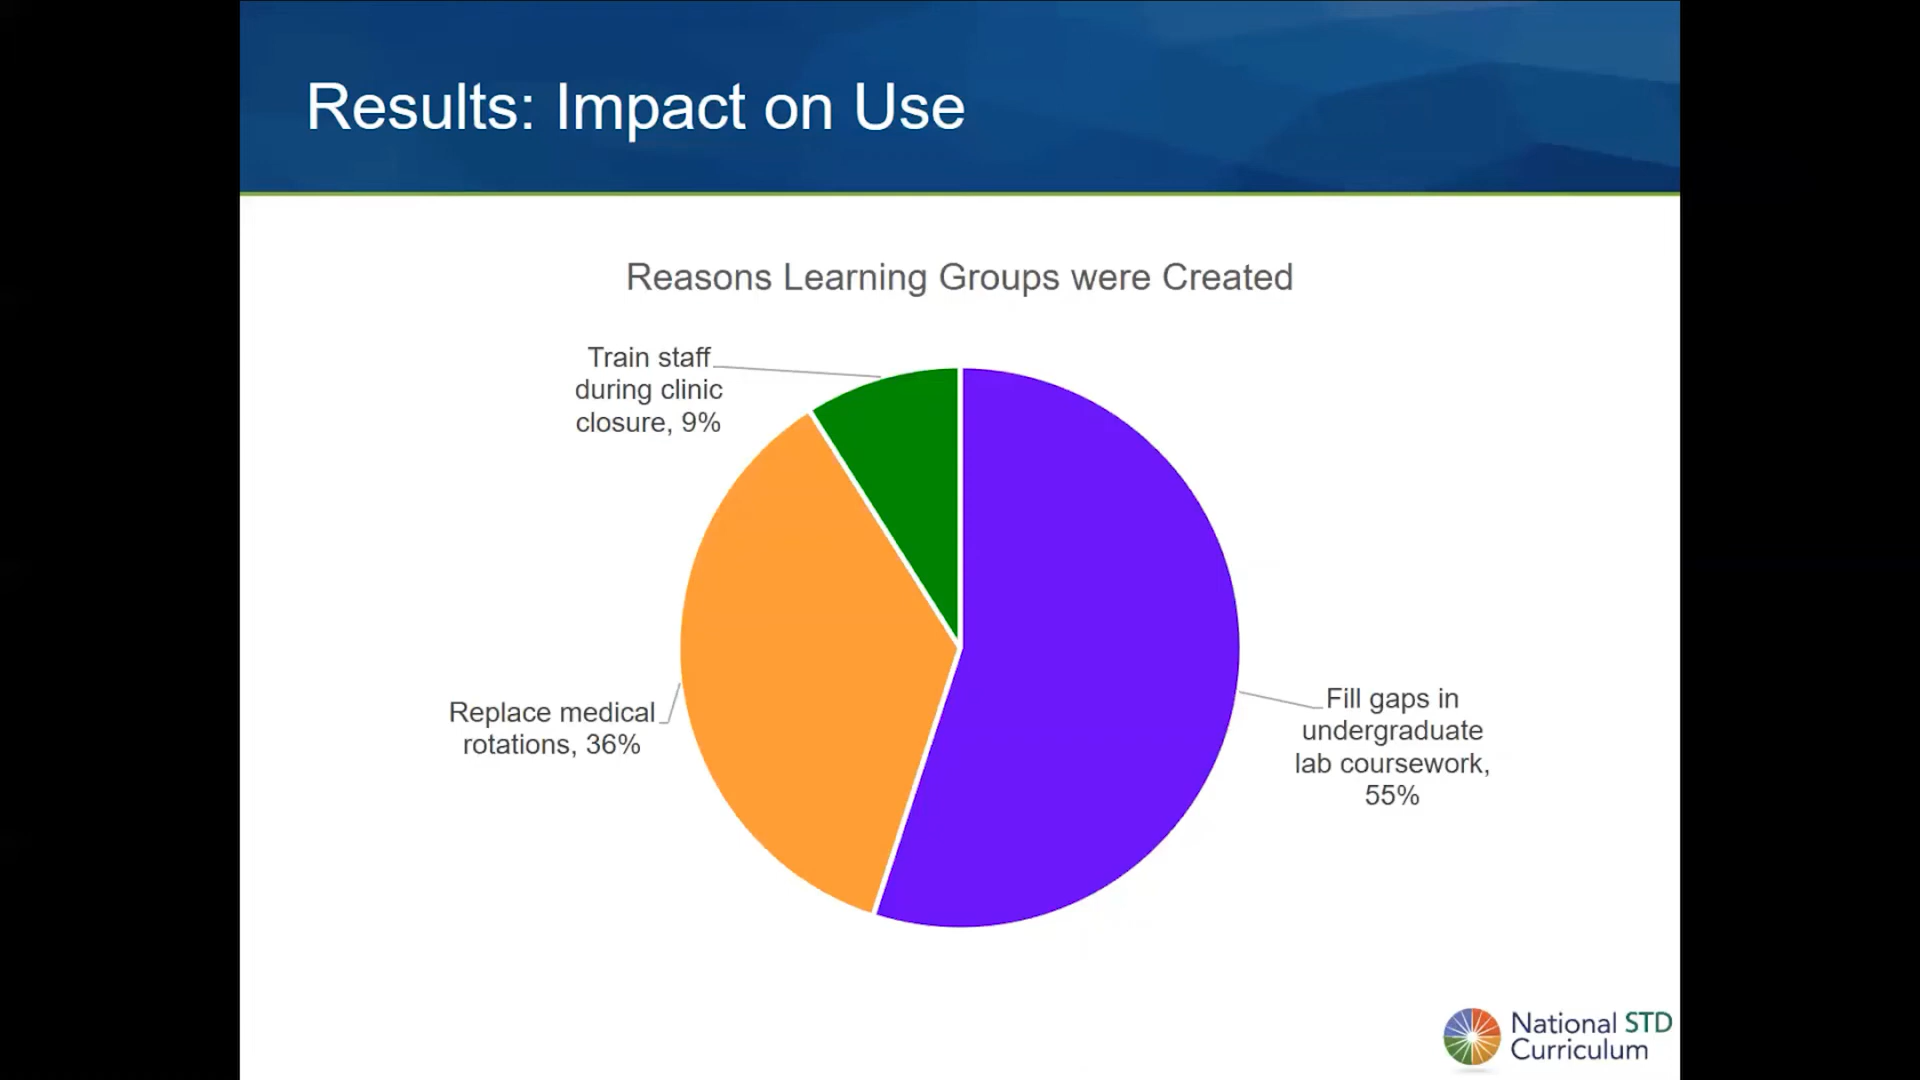 Results: Impact on Use
Reasons Learning Groups were Created
Train staff
during clinic
closure, 9%
Replace medical
rotations, 36%
Fill gaps in
undergraduate
lab coursework,
55%
National STD
Curriculum